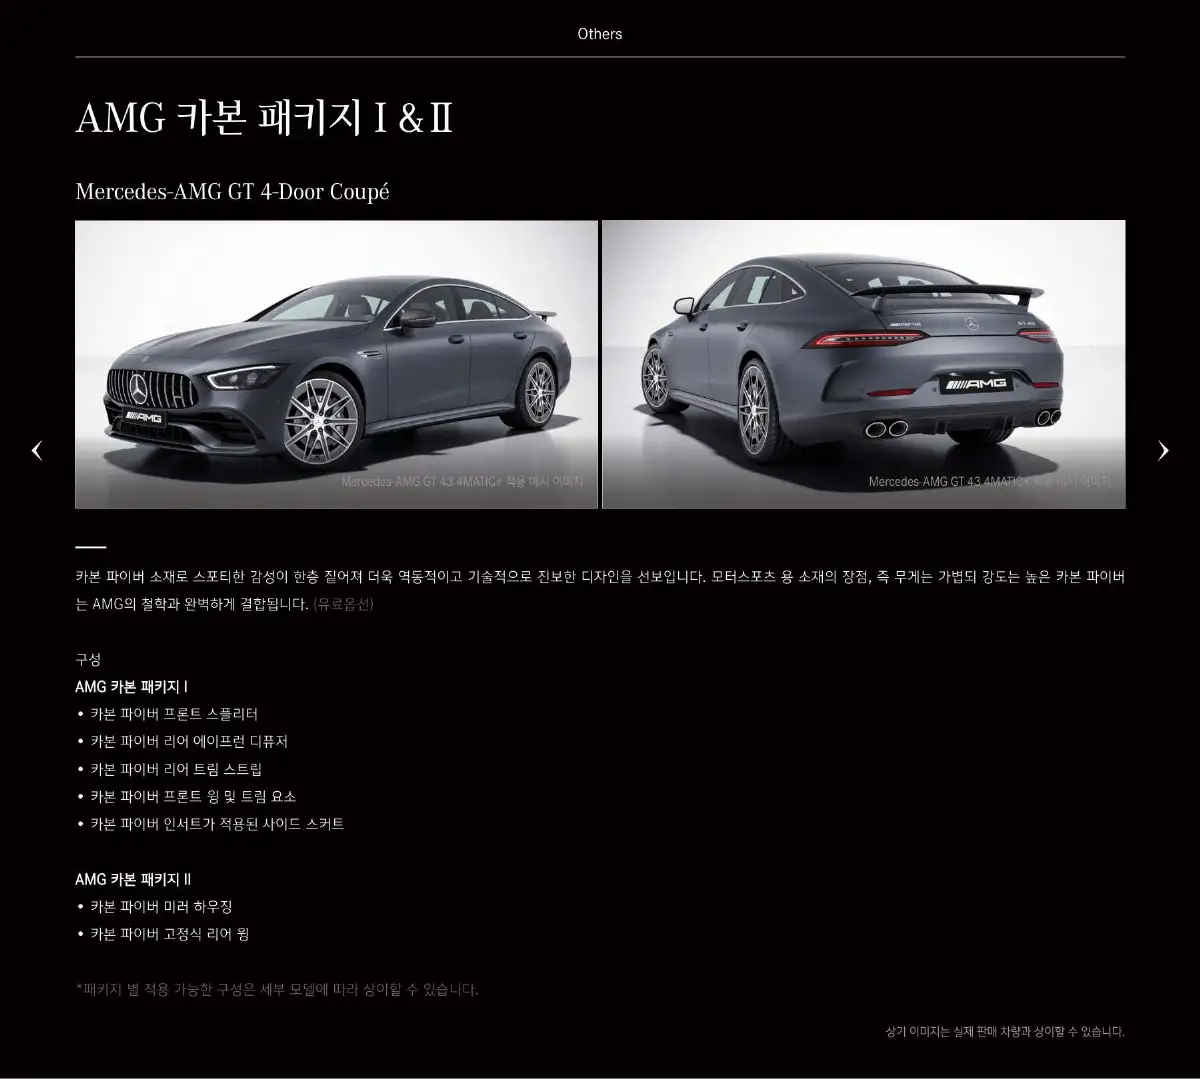 Others
AMG 카본 패키지 I & II
Mercedes-AMG GT 4-Door Coupé
AMG
AMG
GT 43
AMG
Mercedes-AMG GT 43 4MATIC+ 적용 예시 이미지
Mercedes-AMG GT 43 4MATIC+ 적용 예시 이미지
카본 파이버 소재로 스포티한 감성이 한층 짙어져 더욱 역동적이고 기술적으로 진보한 디자인을 선보입니다. 모터스포츠 용 소재의 장점, 즉 무게는 가볍되 강도는 높은 카본 파이버
는 AMG의 철학과 완벽하게 결합됩니다. (유료옵션)
구성
AMG 카본 패키지 I
• 카본 파이버 프론트 스플리터
• 카본 파이버 리어 에이프런 디퓨저
• 카본 파이버 리어 트림 스트립
• 카본 파이버 프론트 윙 및 트림 요소
• 카본 파이버 인서트가 적용된 사이드 스커트
AMG 카본 패키지 II
• 카본 파이버 미러 하우징
• 카본 파이버 고정식 리어 윙
*패키지 별 적용 가능한 구성은 세부 모델에 따라 상이할 수 있습니다.
상기 이미지는 실제 판매 차량과 상이할 수 있습니다.